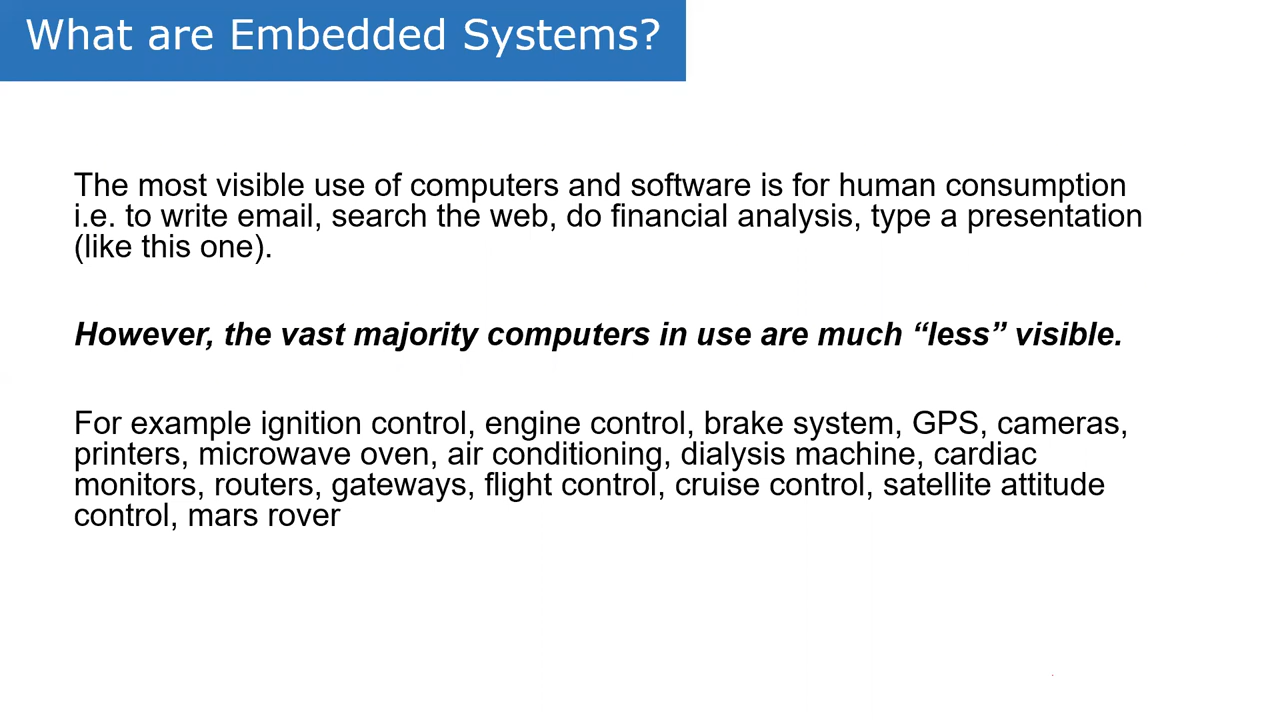 What are Embedded Systems?
The most visible use of computers and software is for human consumption
i.e. to write email, search the web, do financial analysis, type a presentation
(like this one).
However, the vast majority computers in use are much “less” visible.
For example ignition control, engine control, brake system, GPS, cameras,
printers, microwave oven, air conditioning, dialysis machine, cardiac
monitors, routers, gateways, flight control, cruise control, satellite attitude
control, mars rover